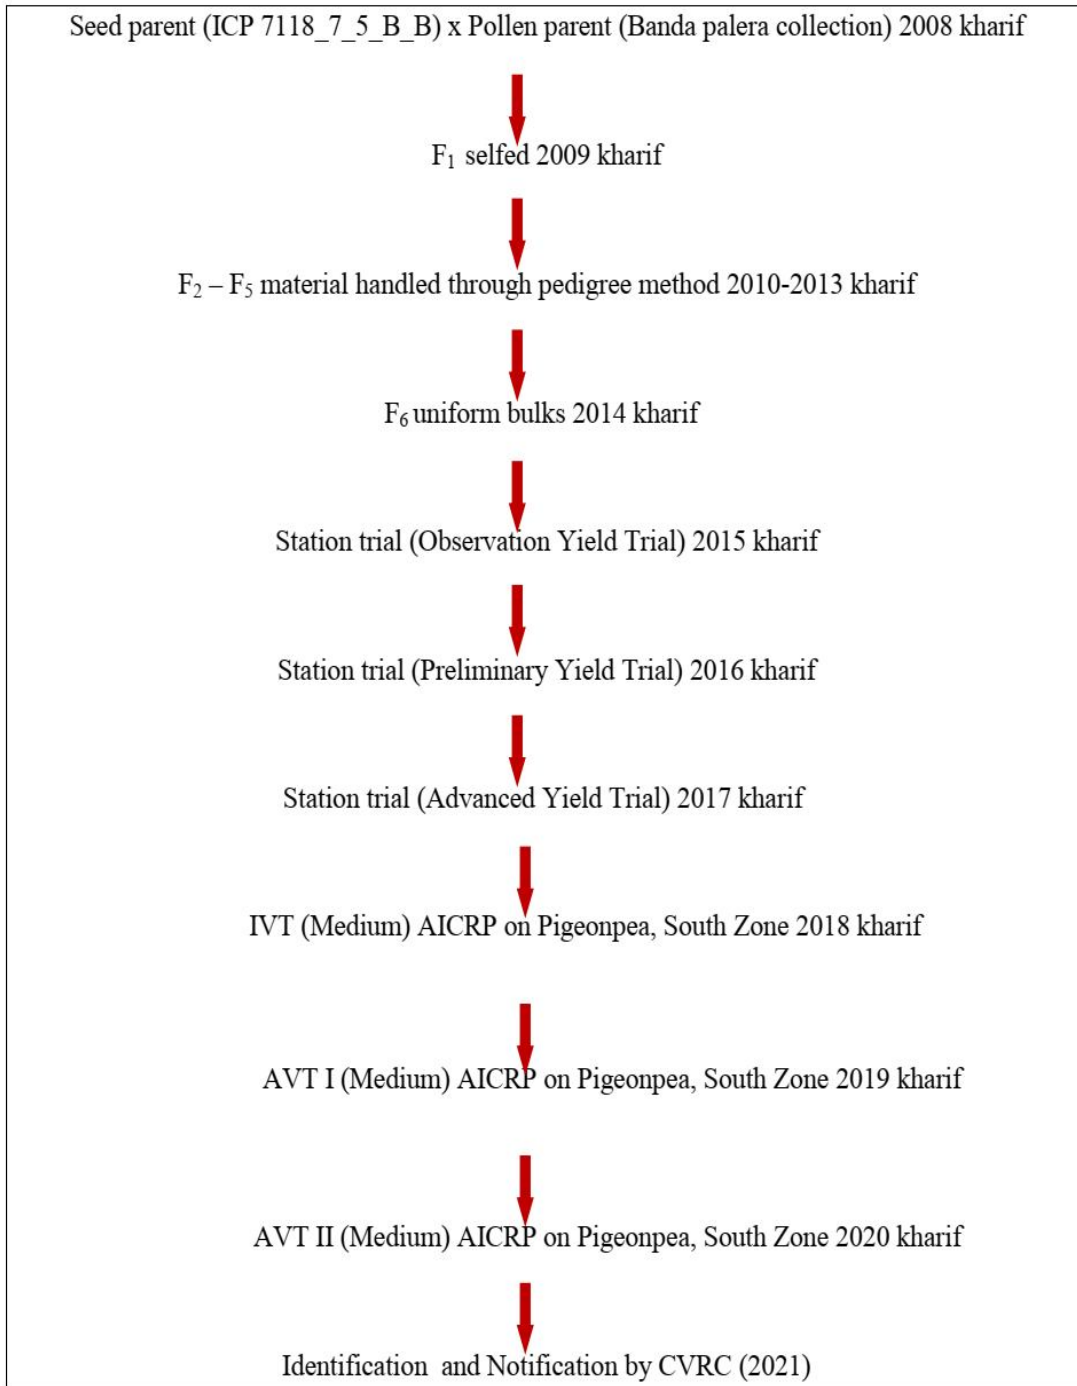 Seed parent (ICP 7118_7_5_B_B) x Pollen parent (Banda palera collection) 2008 kharif
F₁ selfed 2009 kharif
F₂ – F₅ material handled through pedigree method 2010-2013 kharif
F₆ uniform bulks 2014 kharif
Station trial (Observation Yield Trial) 2015 kharif
Station trial (Preliminary Yield Trial) 2016 kharif
Station trial (Advanced Yield Trial) 2017 kharif
IVT (Medium) AICRP on Pigeonpea, South Zone 2018 kharif
AVT I (Medium) AICRP on Pigeonpea, South Zone 2019 kharif
AVT II (Medium) AICRP on Pigeonpea, South Zone 2020 kharif
Identification and Notification by CVRC (2021)